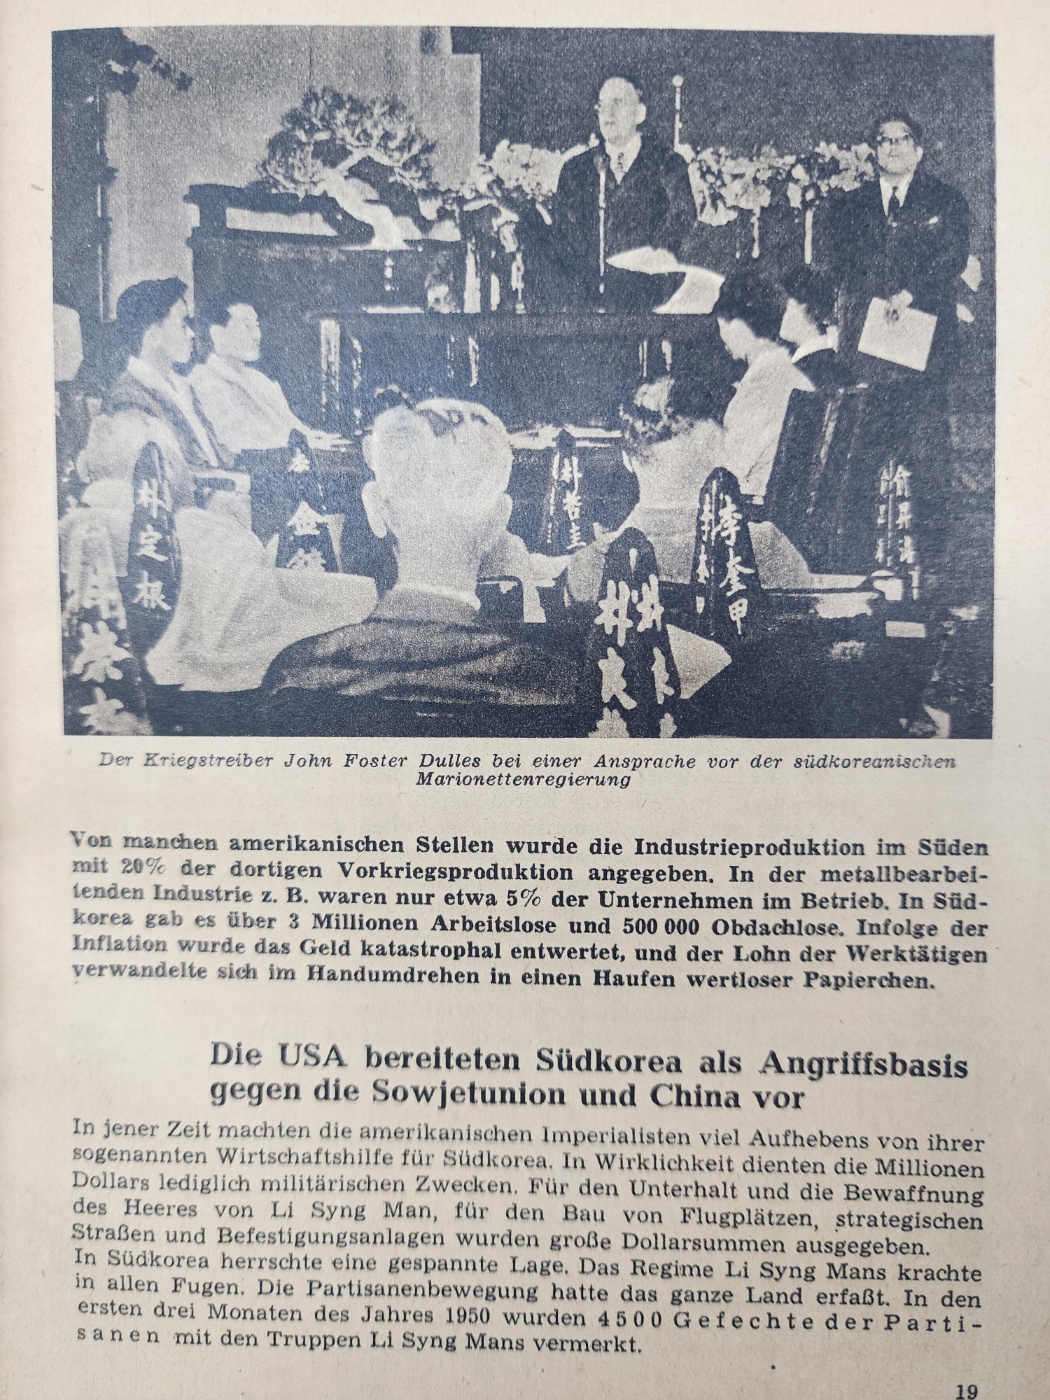 朴定根
金
李奎甲
Der Kriegstreiber John Foster Dulles bei einer Ansprache vor der südkoreanischen
Marionettenregierung
Von manchen amerikanischen Stellen wurde die Industrieproduktion im Süden
mit 20% der dortigen Vorkriegsproduktion angegeben. In der metallbearbei-
tenden Industrie z. B. waren nur etwa 5% der Unternehmen im Betrieb. In Süd-
korea gab es über 3 Millionen Arbeitslose und 500 000 Obdachlose. Infolge der
Inflation wurde das Geld katastrophal entwertet, und der Lohn der Werktätigen
verwandelte sich im Handumdrehen in einen Haufen wertloser Papierchen.
Die USA bereiteten Südkorea als Angriffsbasis
gegen die Sowjetunion und China vor
In jener Zeit machten die amerikanischen Imperialisten viel Aufhebens von ihrer
sogenannten Wirtschaftshilfe für Südkorea. In Wirklichkeit dienten die Millionen
Dollars lediglich militärischen Zwecken. Für den Unterhalt und die Bewaffnung
des Heeres von Li Syng Man, für den Bau von Flugplätzen, strategischen
Straßen und Befestigungsanlagen wurden große Dollarsummen ausgegeben.
In Südkorea herrschte eine gespannte Lage. Das Regime Li Syng Mans krachte
in allen Fugen. Die Partisanenbewegung hatte das ganze Land erfaßt. In den
ersten drei Monaten des Jahres 1950 wurden 4500 Gefechte der Parti-
sanen mit den Truppen Li Syng Mans vermerkt.
19